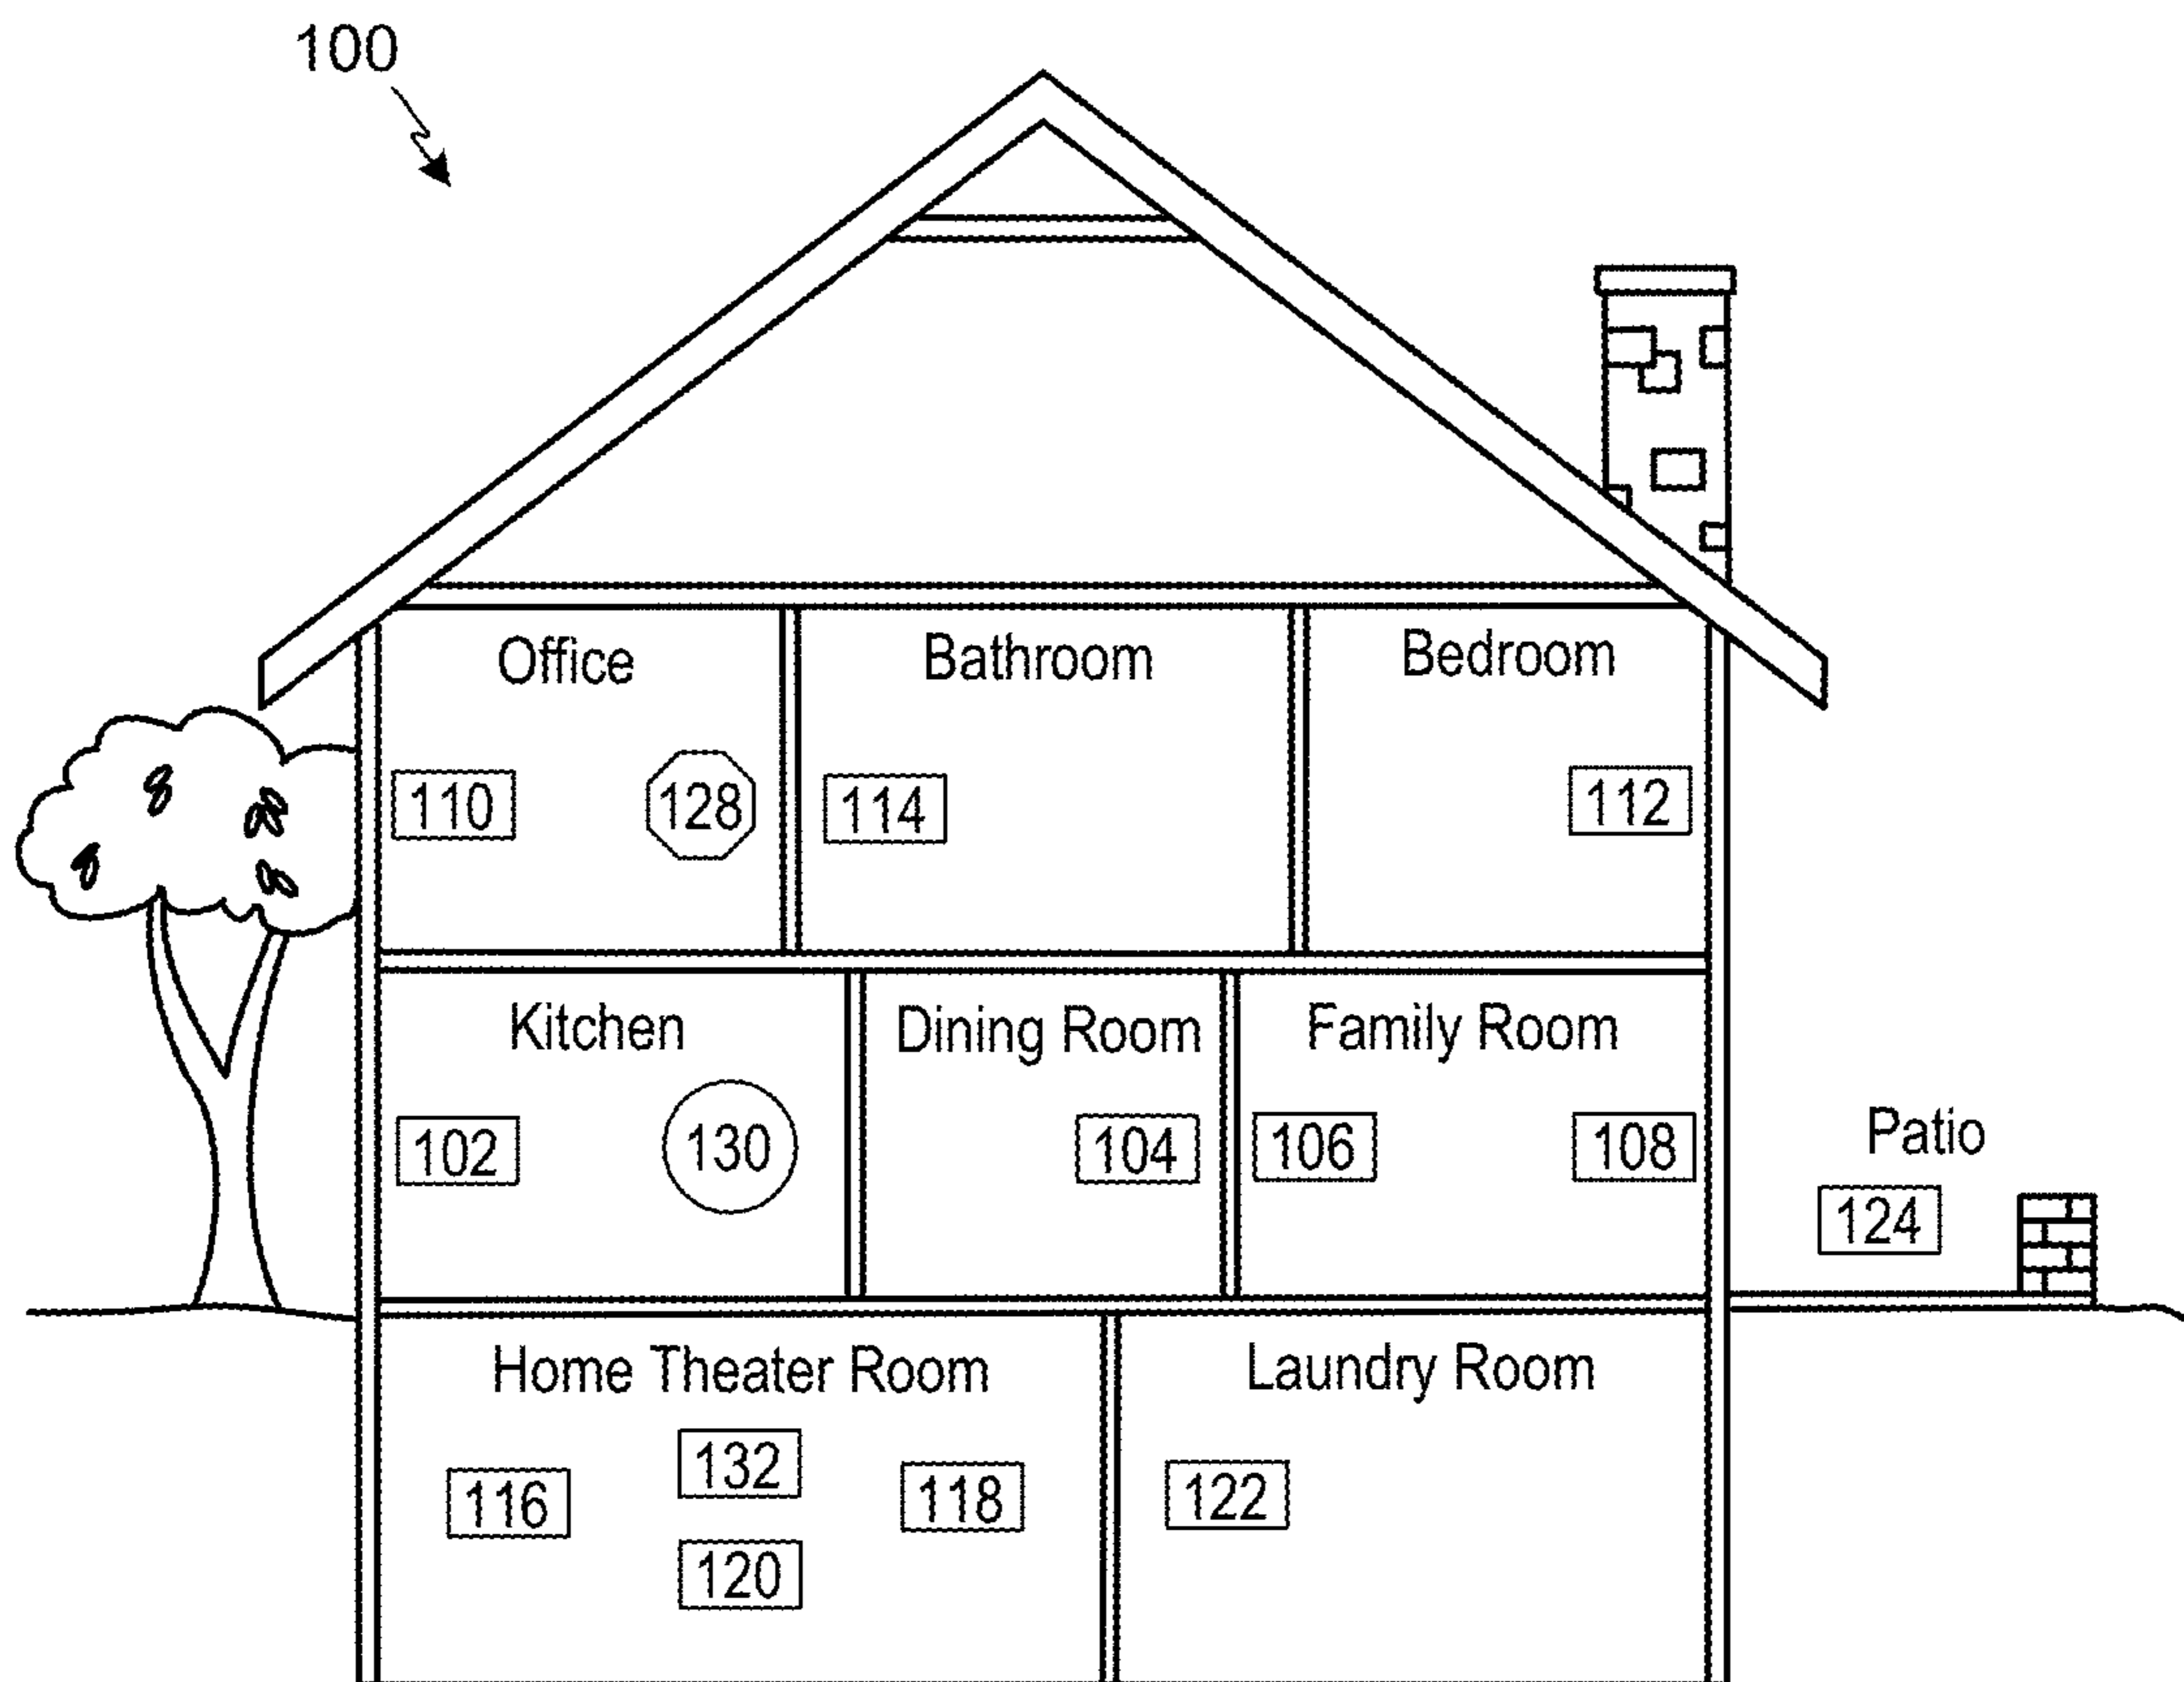 100
Office
Bathroom
Bedroom
110
128
114
112
Kitchen
Dining Room
Family Room
102
130
104
106
108
Patio
124
Home Theater Room
Laundry Room
116
132
118
122
120